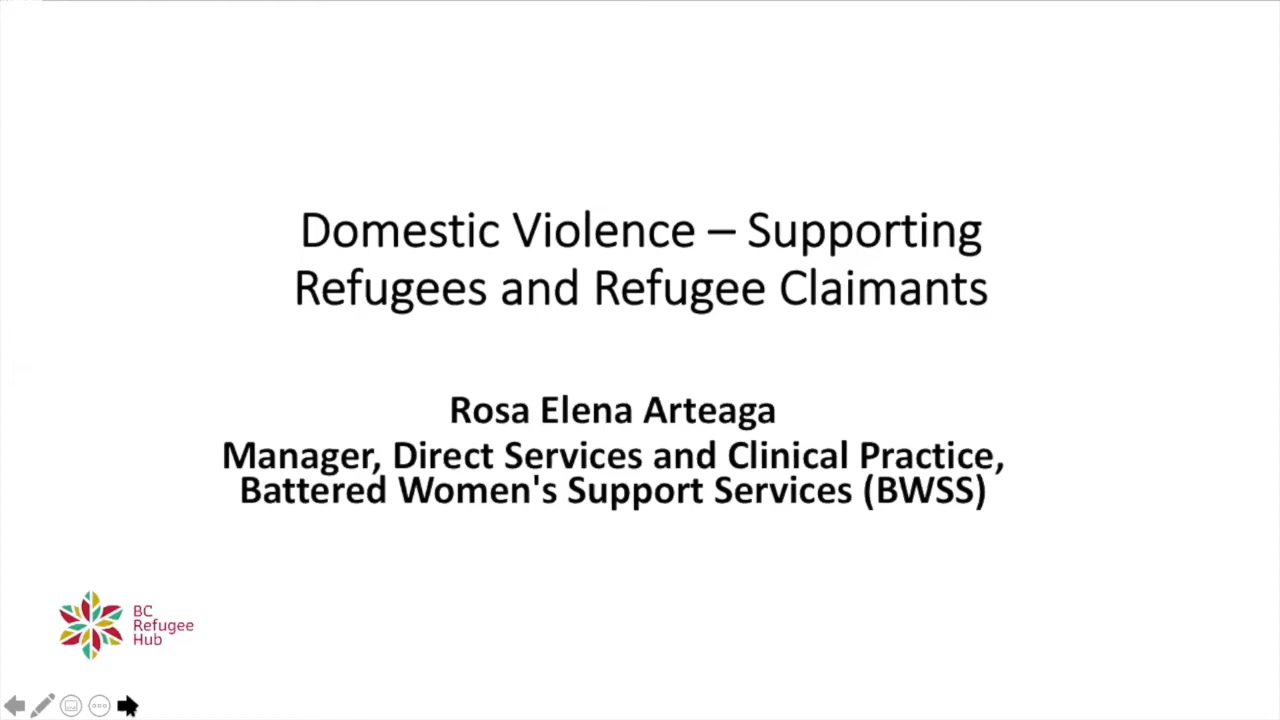 Domestic Violence – Supporting
Refugees and Refugee Claimants
Rosa Elena Arteaga
Manager, Direct Services and Clinical Practice,
Battered Women's Support Services (BWSS)
BC
Refugee
Hub